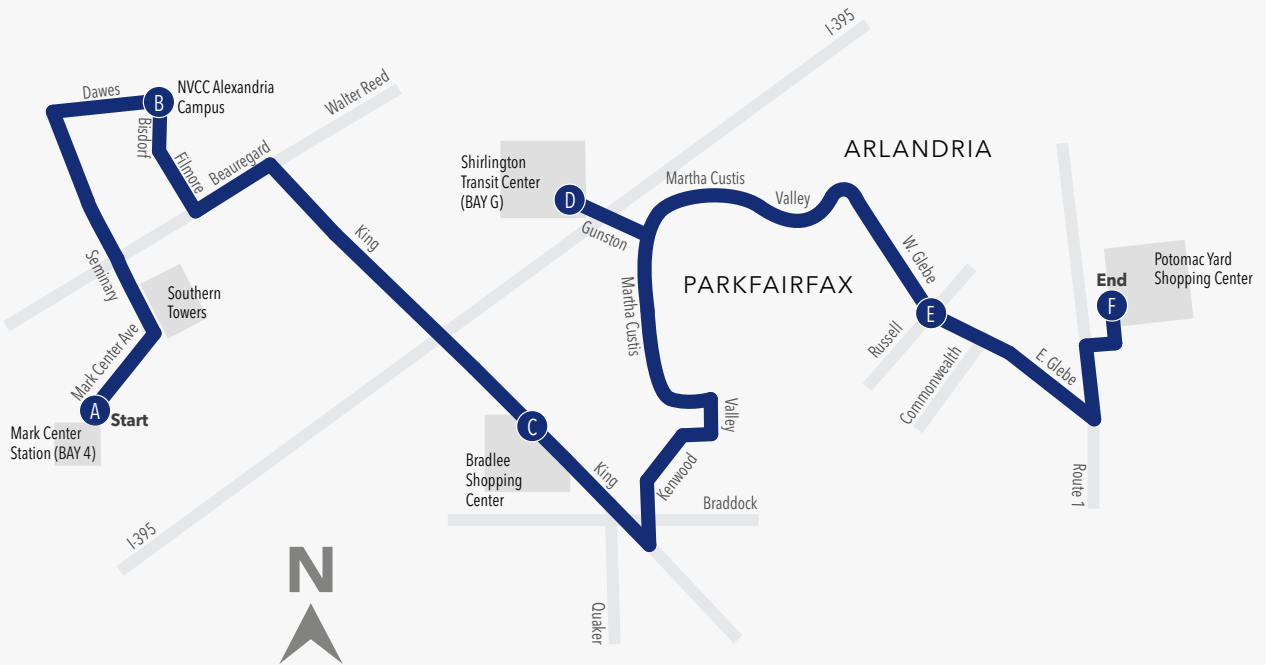 I-395
Dawes
B
NVCC Alexandria
Campus
Walter Reed
Bisdorf
Filmore
Beauregard
Shirlington
Transit Center
(BAY G)
D
Gunston
Martha Custis
Valley
ARLANDRIA
King
Seminary
Southern
Towers
Martha Custis
PARKFAIRFAX
W. Glebe
E
Russell
Commonwealth
E. Glebe
End
F
Potomac Yard
Shopping Center
Mark Center Ave
A
Start
Mark Center
Station (BAY 4)
C
Bradlee
Shopping
Center
King
Valley
Kenwood
Braddock
Route 1
I-395
N
Quaker